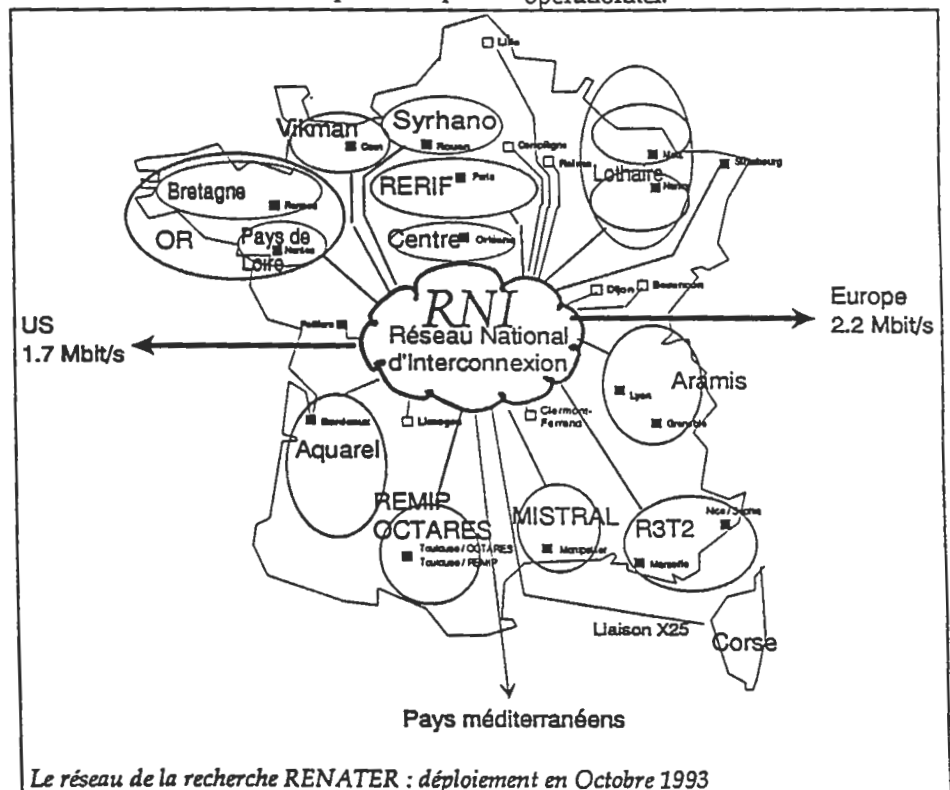 opérationnel.
Lille
Vikman
Caen
Syrhano
Rouen
Compiègne
Reims
Metz
Lothaire
Nancy
Strasbourg
RERIF
Paris
Bretagne
Rennes
OR
Pays de
Loire
Nantes
Centre
Orléans
RNI
Réseau National
d'Interconnexion
Dijon
Besancon
Europe
2.2 Mbit/s
US
1.7 Mbit/s
Poitiers
Bordeaux
Aquarel
Limoges
Clermont-
Ferrand
Aramis
Lyon
Grenoble
REMIP
OCTARES
Toulouse / OCTARES
Toulouse / REMIP
MISTRAL
Montpellier
R3T2
Nice / Sophia
Marseille
Liaison X25
Corse
Pays méditerranéens
Le réseau de la recherche RENATER : déploiement en Octobre 1993